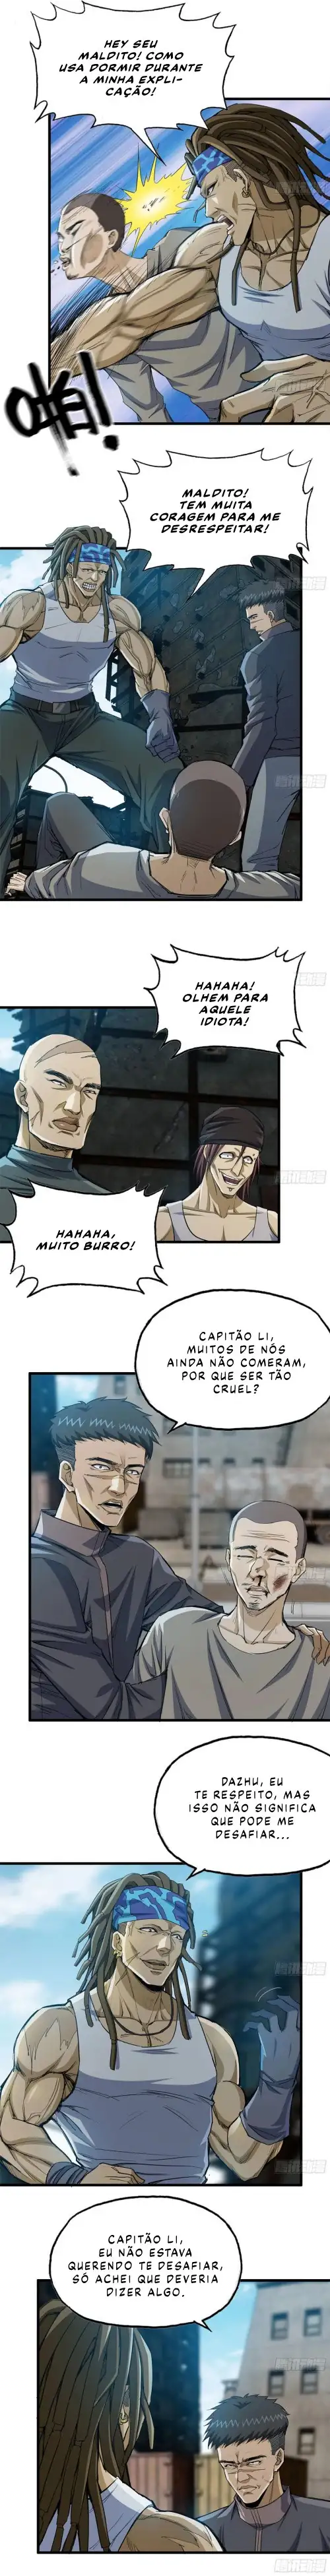 HEY SEU
MALDITO! COMO
USA DORMIR DURANTE
A MINHA EXPLI-
CAÇÃO!
MALDITO!
TEM MUITA
CORAGEM PARA ME
DESRESPEITAR!
HAHAHA!
OLHEM PARA
AQUELE
IDIOTA!
HAHAHA,
MUITO BURRO!
CAPITÃO LI,
MUITOS DE NÓS
AINDA NÃO COMERAM,
POR QUE SER TÃO
CRUEL?
DAZHU, EU
TE RESPEITO, MAS
ISSO NÃO SIGNIFICA
QUE PODE ME
DESAFIAR...
CAPITÃO LI,
EU NÃO ESTAVA
QUERENDO TE DESAFIAR,
SÓ ACHEI QUE DEVERIA
DIZER ALGO.